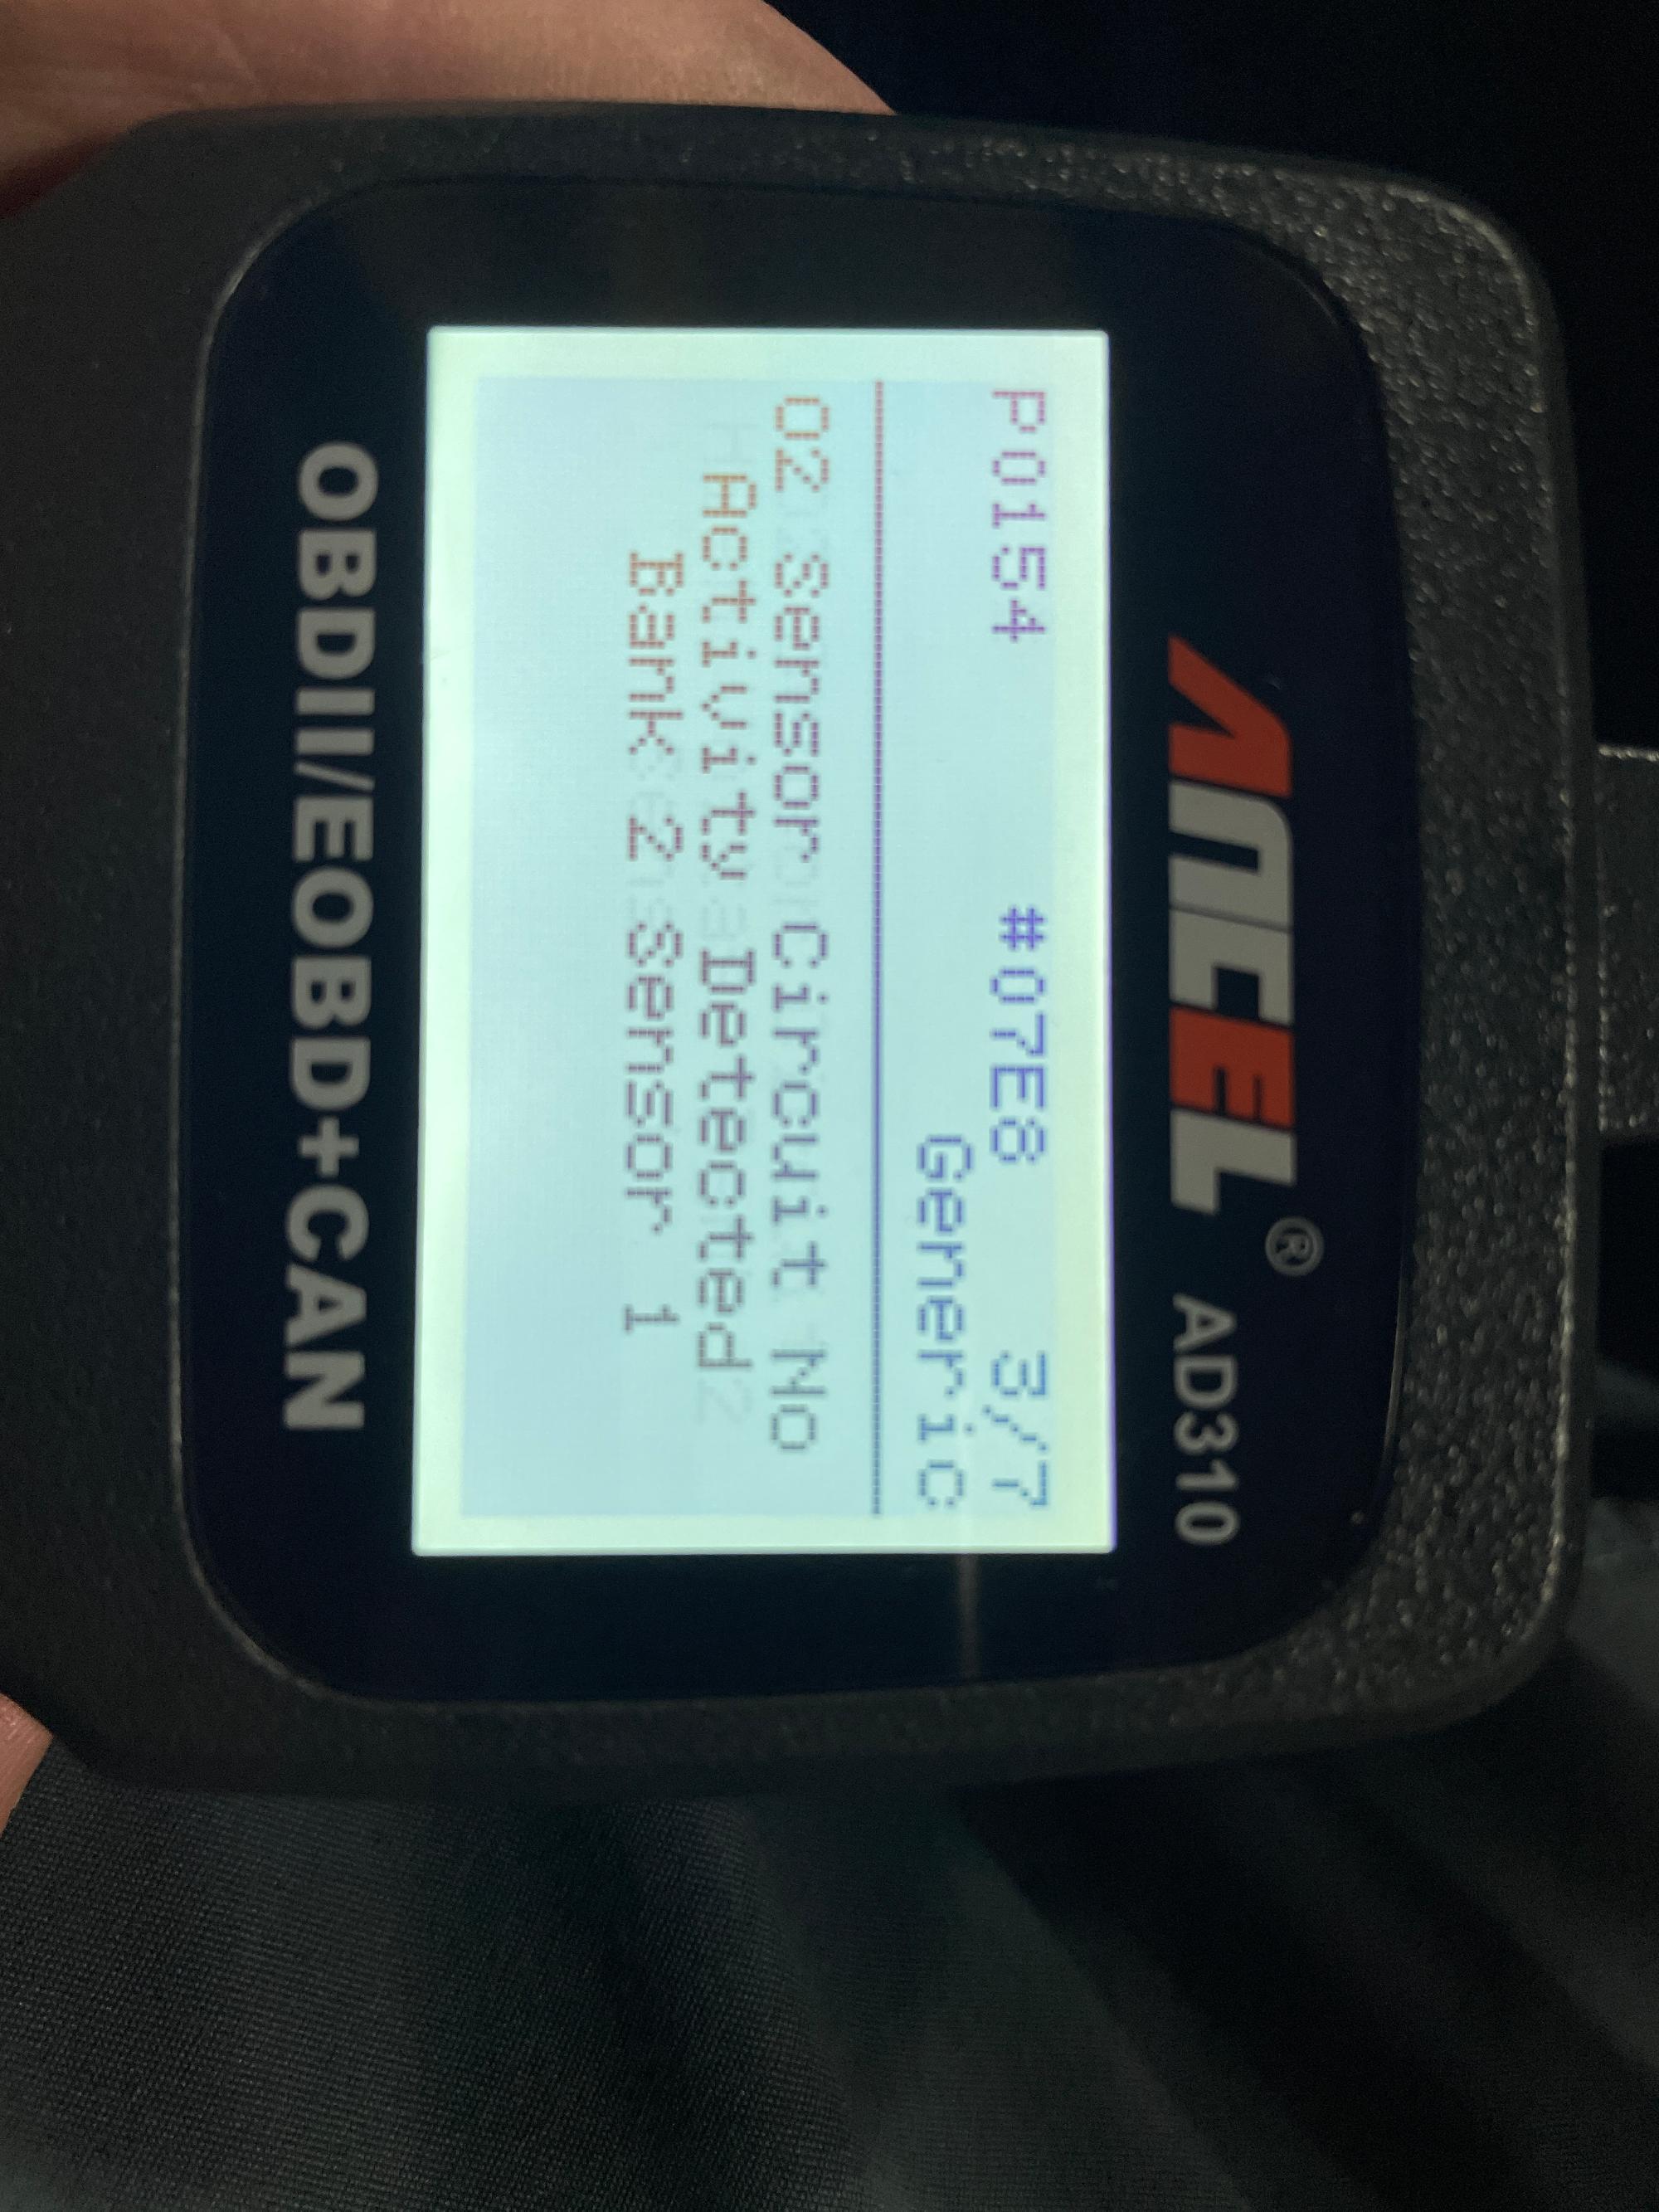 ANCEL® AD310
P0154 #07E8 3/7
Generic
O2 Sensor Circuit No
Activity Detected
Bank 2 Sensor 1
OBDII/EOBD+CAN